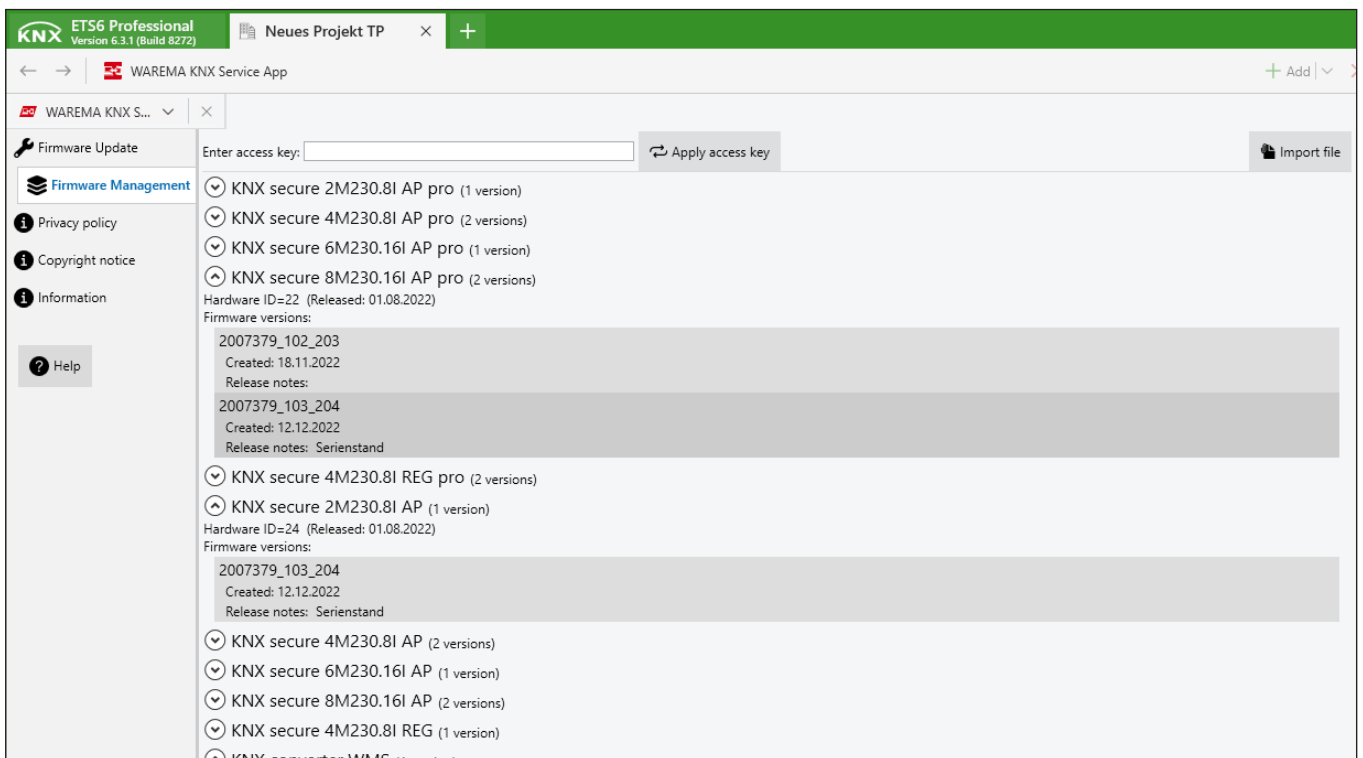 KNX ETS6 Professional
Version 6.3.1 (Build 8272)
Neues Projekt TP
WAREMA KNX Service App
Add
WAREMA KNX S...
Firmware Update
Firmware Management
Privacy policy
Copyright notice
Information
Help
Enter access key:
Apply access key
Import file
KNX secure 2M230.8I AP pro (1 version)
KNX secure 4M230.8I AP pro (2 versions)
KNX secure 6M230.16I AP pro (1 version)
KNX secure 8M230.16I AP pro (2 versions)
Hardware ID=22 (Released: 01.08.2022)
Firmware versions:
2007379_102_203
Created: 18.11.2022
Release notes:
2007379_103_204
Created: 12.12.2022
Release notes: Serienstand
KNX secure 4M230.8I REG pro (2 versions)
KNX secure 2M230.8I AP (1 version)
Hardware ID=24 (Released: 01.08.2022)
Firmware versions:
2007379_103_204
Created: 12.12.2022
Release notes: Serienstand
KNX secure 4M230.8I AP (2 versions)
KNX secure 6M230.16I AP (1 version)
KNX secure 8M230.16I AP (2 versions)
KNX secure 4M230.8I REG (1 version)
KNX converter WMS